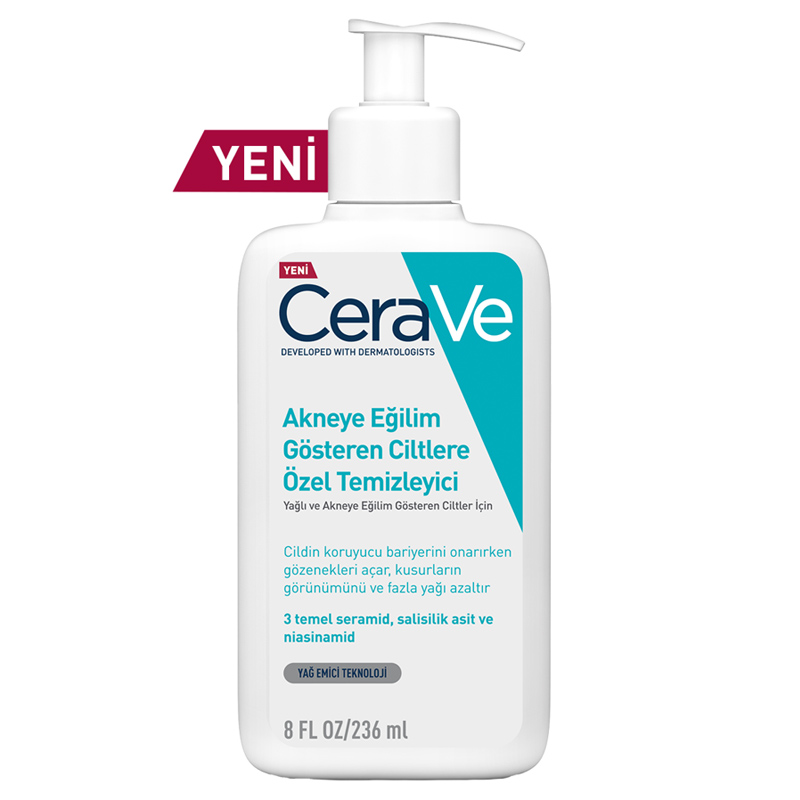 YENİ
YENİ
CeraVe
DEVELOPED WITH DERMATOLOGISTS
Akneye Eğilim
Gösteren Ciltlere
Özel Temizleyici
Yağlı ve Akneye Eğilim Gösteren Ciltler İçin
Cildin koruyucu bariyerini onarırken
gözenekleri açar, kusurların
görünümünü ve fazla yağı azaltır
3 temel seramid, salisilik asit ve
niasinamid
YAĞ EMİCİ TEKNOLOJİ
8 FL OZ/236 ml